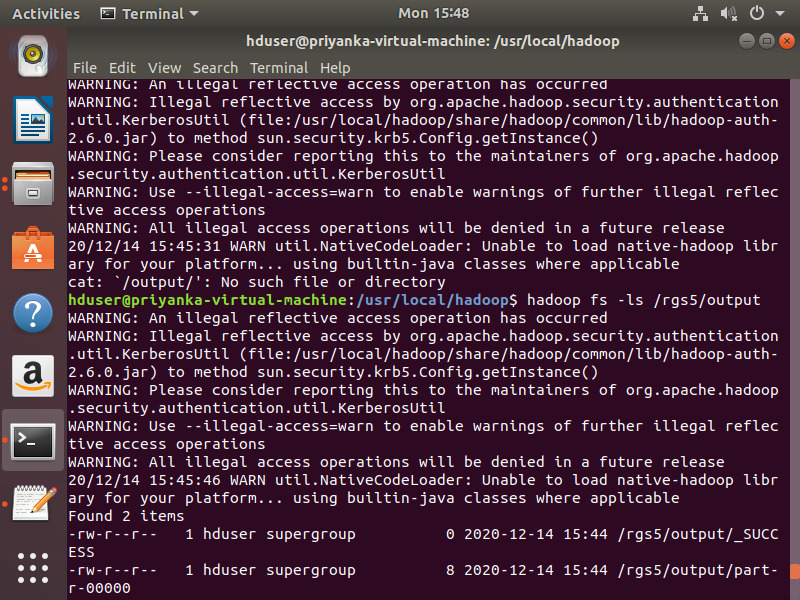 Activities Terminal Mon 15:48
hduser@priyanka-virtual-machine: /usr/local/hadoop
File Edit View Search Terminal Help
WARNING: An illegal reflective access operation has occurred
WARNING: Illegal reflective access by org.apache.hadoop.security.authentication
.util.KerberosUtil (file:/usr/local/hadoop/share/hadoop/common/lib/hadoop-auth-
2.6.0.jar) to method sun.security.krb5.Config.getInstance()
WARNING: Please consider reporting this to the maintainers of org.apache.hadoop
.security.authentication.util.KerberosUtil
WARNING: Use --illegal-access=warn to enable warnings of further illegal reflec
tive access operations
WARNING: All illegal access operations will be denied in a future release
20/12/14 15:45:31 WARN util.NativeCodeLoader: Unable to load native-hadoop libr
ary for your platform... using builtin-java classes where applicable
cat: `/output/': No such file or directory
hduser@priyanka-virtual-machine:/usr/local/hadoop$ hadoop fs -ls /rgs5/output
WARNING: An illegal reflective access operation has occurred
WARNING: Illegal reflective access by org.apache.hadoop.security.authentication
.util.KerberosUtil (file:/usr/local/hadoop/share/hadoop/common/lib/hadoop-auth-
2.6.0.jar) to method sun.security.krb5.Config.getInstance()
WARNING: Please consider reporting this to the maintainers of org.apache.hadoop
.security.authentication.util.KerberosUtil
WARNING: Use --illegal-access=warn to enable warnings of further illegal reflec
tive access operations
WARNING: All illegal access operations will be denied in a future release
20/12/14 15:45:46 WARN util.NativeCodeLoader: Unable to load native-hadoop libr
ary for your platform... using builtin-java classes where applicable
Found 2 items
-rw-r--r-- 1 hduser supergroup 0 2020-12-14 15:44 /rgs5/output/_SUCC
ESS
-rw-r--r-- 1 hduser supergroup 8 2020-12-14 15:44 /rgs5/output/part-
r-00000